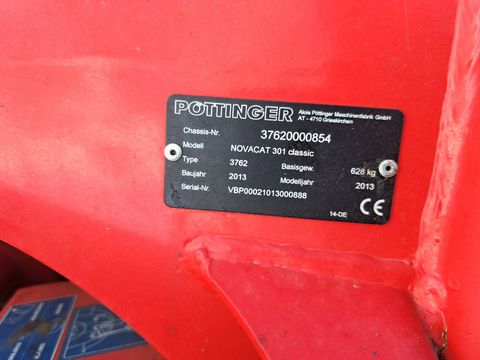 PÖTTINGER
Alois Pöttinger Maschinenfabrik GmbH
AT - 4710 Grieskirchen
Chassis-Nr. 37620000854
Modell NOVACAT 301 classic
Type 3762 Basisgew. 628 kg
Baujahr 2013 Modelljahr 2013
Serial-Nr. VBP00021013000888
14-DE CE